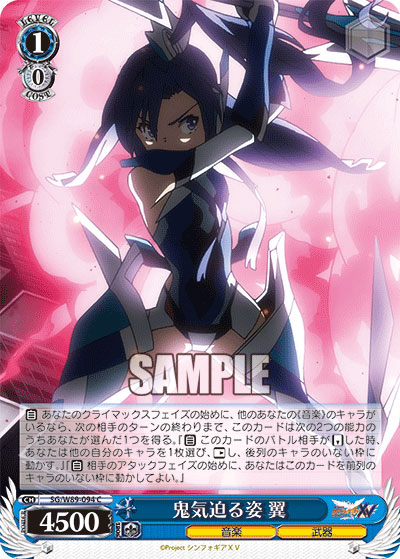 LEVEL
1
0
COST
SAMPLE
【自】 あなたのクライマックスフェイズの始めに、他のあなたの《音楽》のキャラが
いるなら、次の相手のターンの終わりまで、このカードは次の2つの能力の
うちあなたが選んだ1つを得る。『【自】 このカードのバトル相手が【リバース】した時、
あなたは他の自分のキャラを1枚選び、【レスト】し、後列のキャラのいない枠に
動かす。』『【自】 相手のアタックフェイズの始めに、あなたはこのカードを前列の
キャラのいない枠に動かしてよい。』
CH
SG/W89-094 C
4500
鬼気迫る姿 翼
音楽
武器
©Project シンフォギアXV